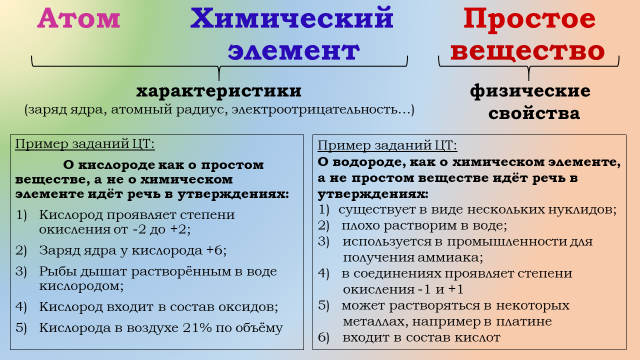 Атом
Химический
элемент
Простое
вещество
характеристики
(заряд ядра, атомный радиус, электроотрицательность...)
физические
свойства
Пример заданий ЦТ:
О кислороде как о простом
веществе, а не о химическом
элементе идёт речь в утверждениях:
1) Кислород проявляет степени
окисления от -2 до +2;
2) Заряд ядра у кислорода +6;
3) Рыбы дышат растворённым в воде
кислородом;
4) Кислород входит в состав оксидов;
5) Кислорода в воздухе 21% по объёму
Пример заданий ЦТ:
О водороде, как о химическом элементе,
а не простом веществе идёт речь в
утверждениях:
1) существует в виде нескольких нуклидов;
2) плохо растворим в воде;
3) используется в промышленности для
получения аммиака;
4) в соединениях проявляет степени
окисления -1 и +1
5) может растворяться в некоторых
металлах, например в платине
6) входит в состав кислот